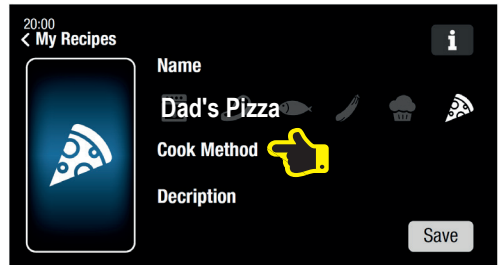 20:00
< My Recipes
i
Name
Dad's Pizza
Cook Method
Decription
Save